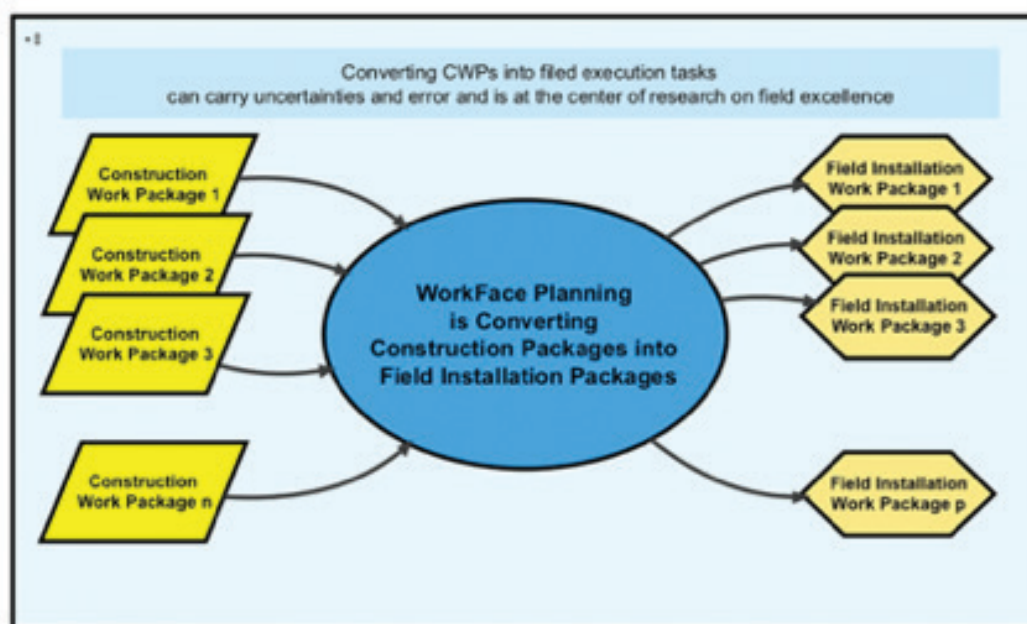 Converting CWPs into filed execution tasks
can carry uncertainties and error and is at the center of research on field excellence
Construction
Work Package 1
Construction
Work Package 2
Construction
Work Package 3
Construction
Work Package n
WorkFace Planning
is Converting
Construction Packages into
Field Installation Packages
Field Installation
Work Package 1
Field Installation
Work Package 2
Field Installation
Work Package 3
Field Installation
Work Package p